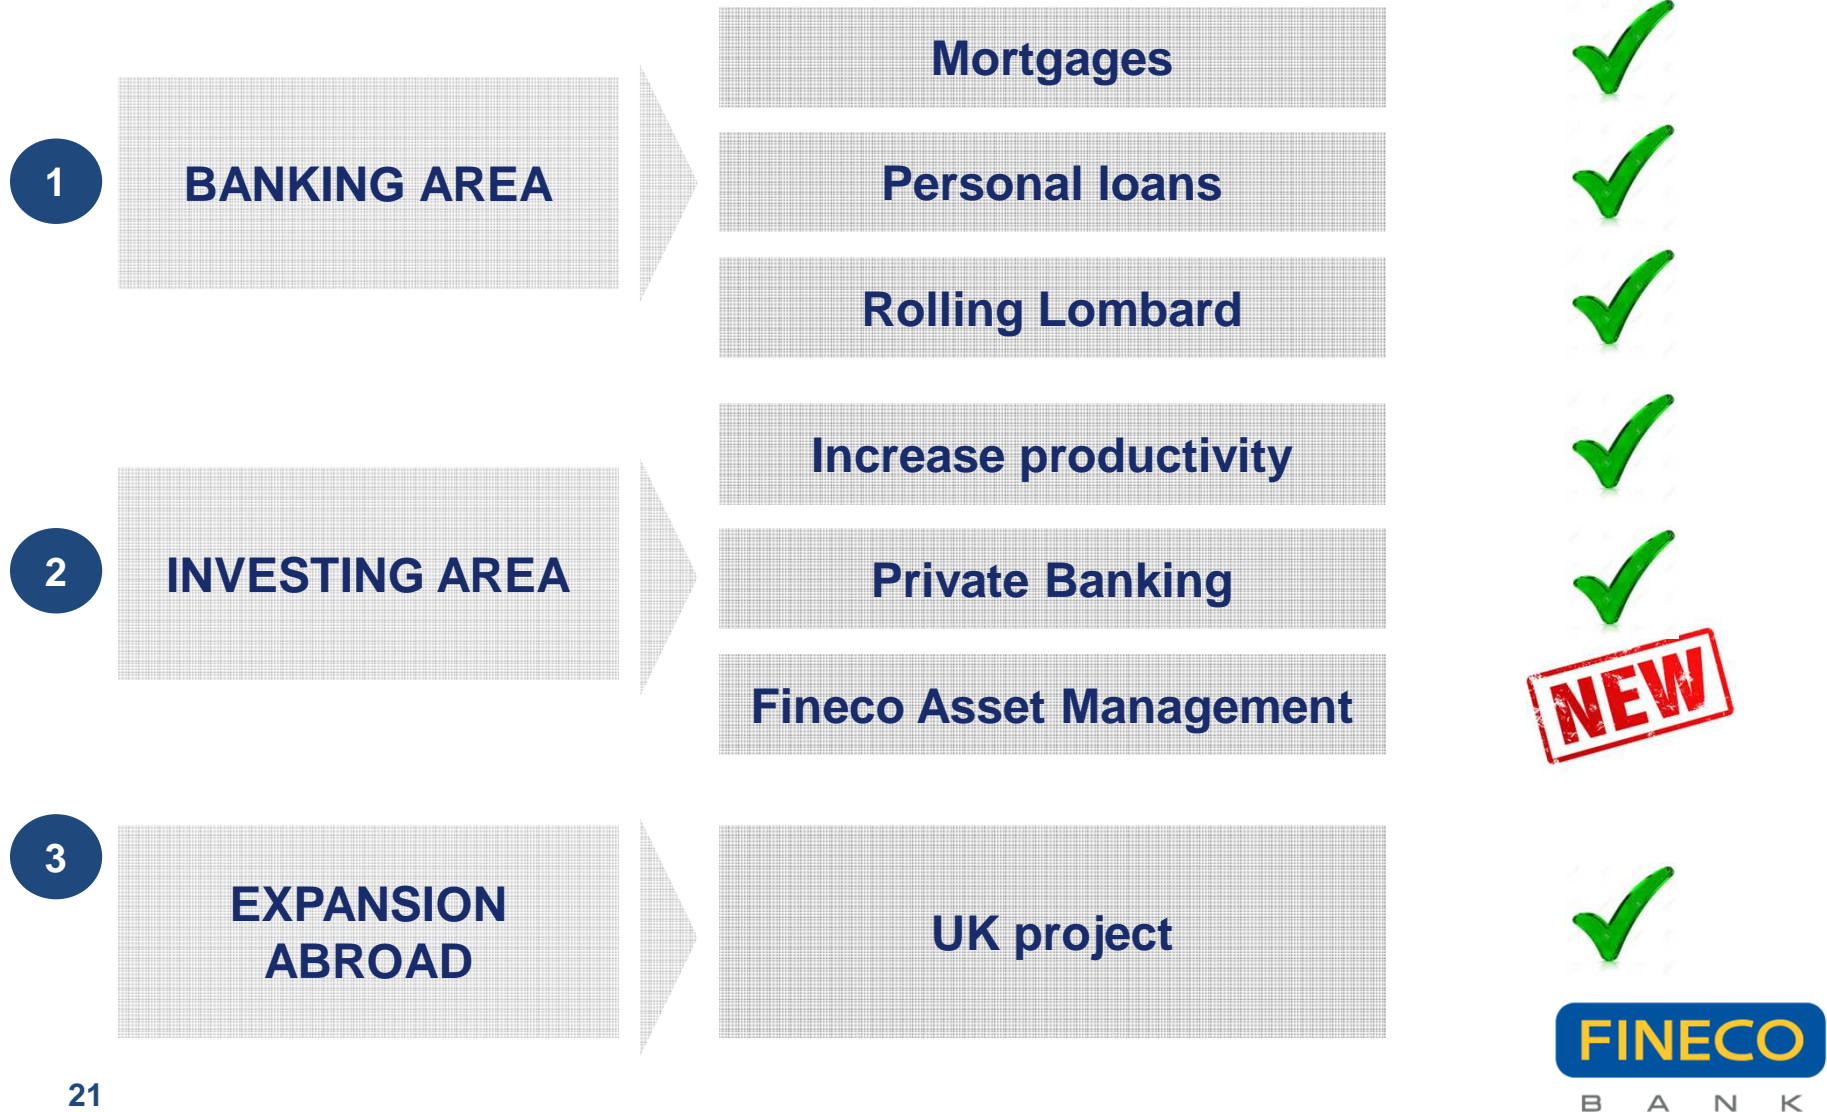 1
BANKING AREA
Mortgages
Personal loans
Rolling Lombard
2
INVESTING AREA
Increase productivity
Private Banking
Fineco Asset Management
NEW
3
EXPANSION
ABROAD
UK project
21
FINECO
BANK